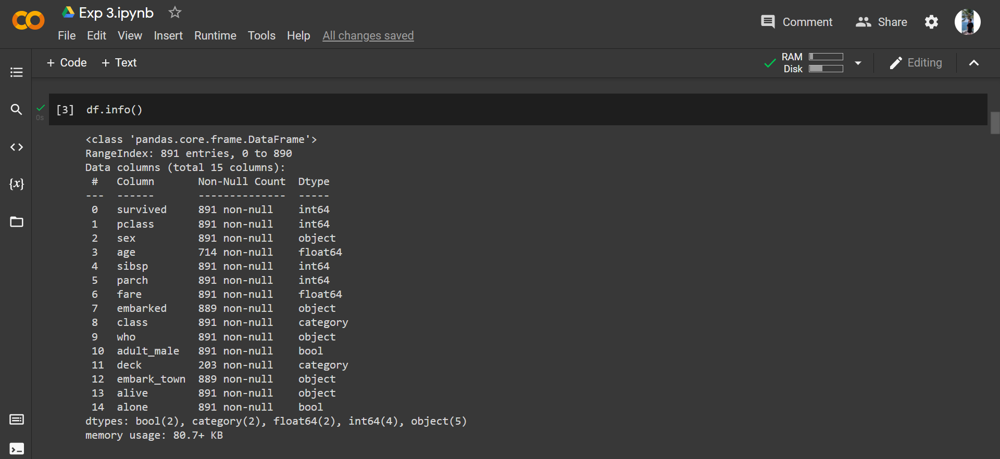 Exp 3.ipynb
Comment Share
File Edit View Insert Runtime Tools Help All changes saved
+ Code + Text
RAM
Disk
Editing
[3] df.info()
0s
<class 'pandas.core.frame.DataFrame'>
RangeIndex: 891 entries, 0 to 890
Data columns (total 15 columns):
 #   Column       Non-Null Count  Dtype
---  ------       --------------  -----
 0   survived     891 non-null    int64
 1   pclass       891 non-null    int64
 2   sex          891 non-null    object
 3   age          714 non-null    float64
 4   sibsp        891 non-null    int64
 5   parch        891 non-null    int64
 6   fare         891 non-null    float64
 7   embarked     889 non-null    object
 8   class        891 non-null    category
 9   who          891 non-null    object
 10  adult_male   891 non-null    bool
 11  deck         203 non-null    category
 12  embark_town  889 non-null    object
 13  alive        891 non-null    object
 14  alone        891 non-null    bool
dtypes: bool(2), category(2), float64(2), int64(4), object(5)
memory usage: 80.7+ KB